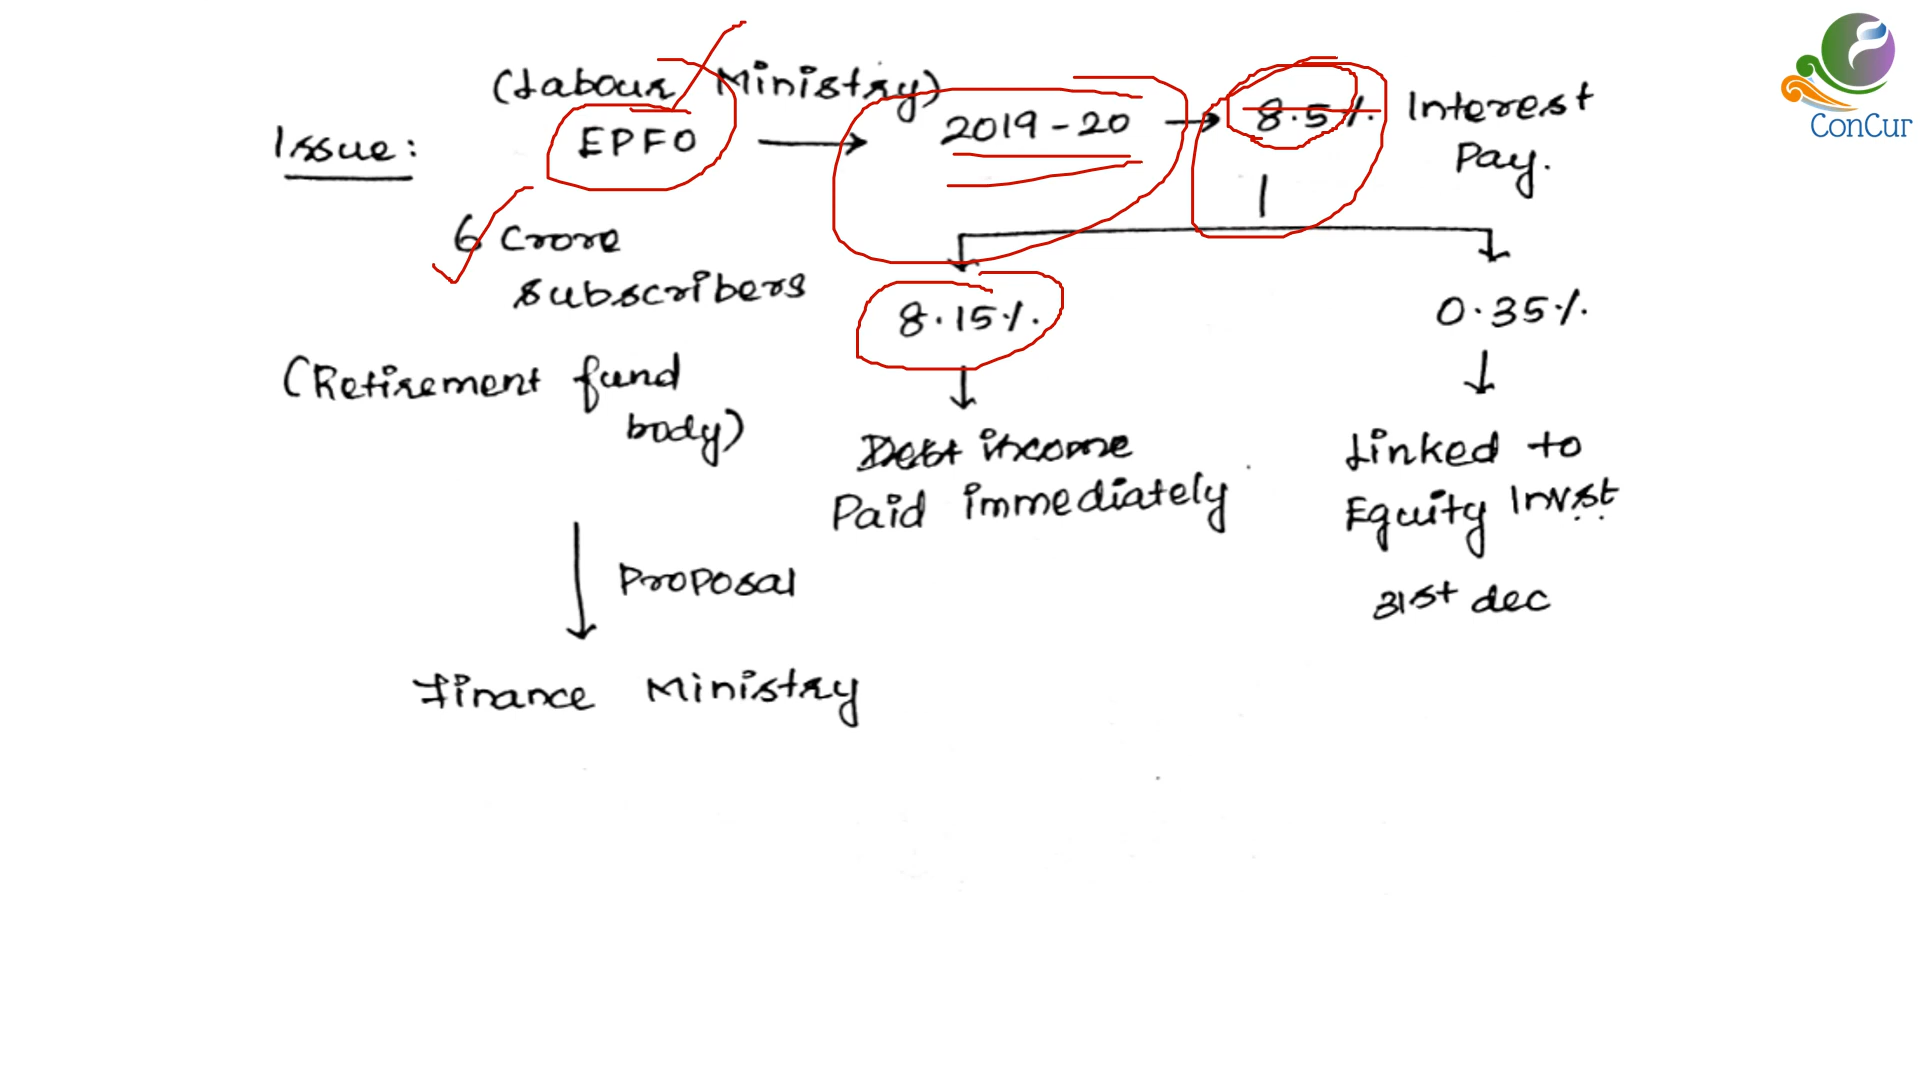 (Labour Ministry)
Issue: EPFO → 2019-20 → 8.5% Interest
Pay.
6 Crore
subscribers
8.15%. 0.35%.
(Retirement fund
body)
Debt income
Paid immediately
Linked to
Equity Invst
31st dec
Proposal
Finance Ministry
ConCur